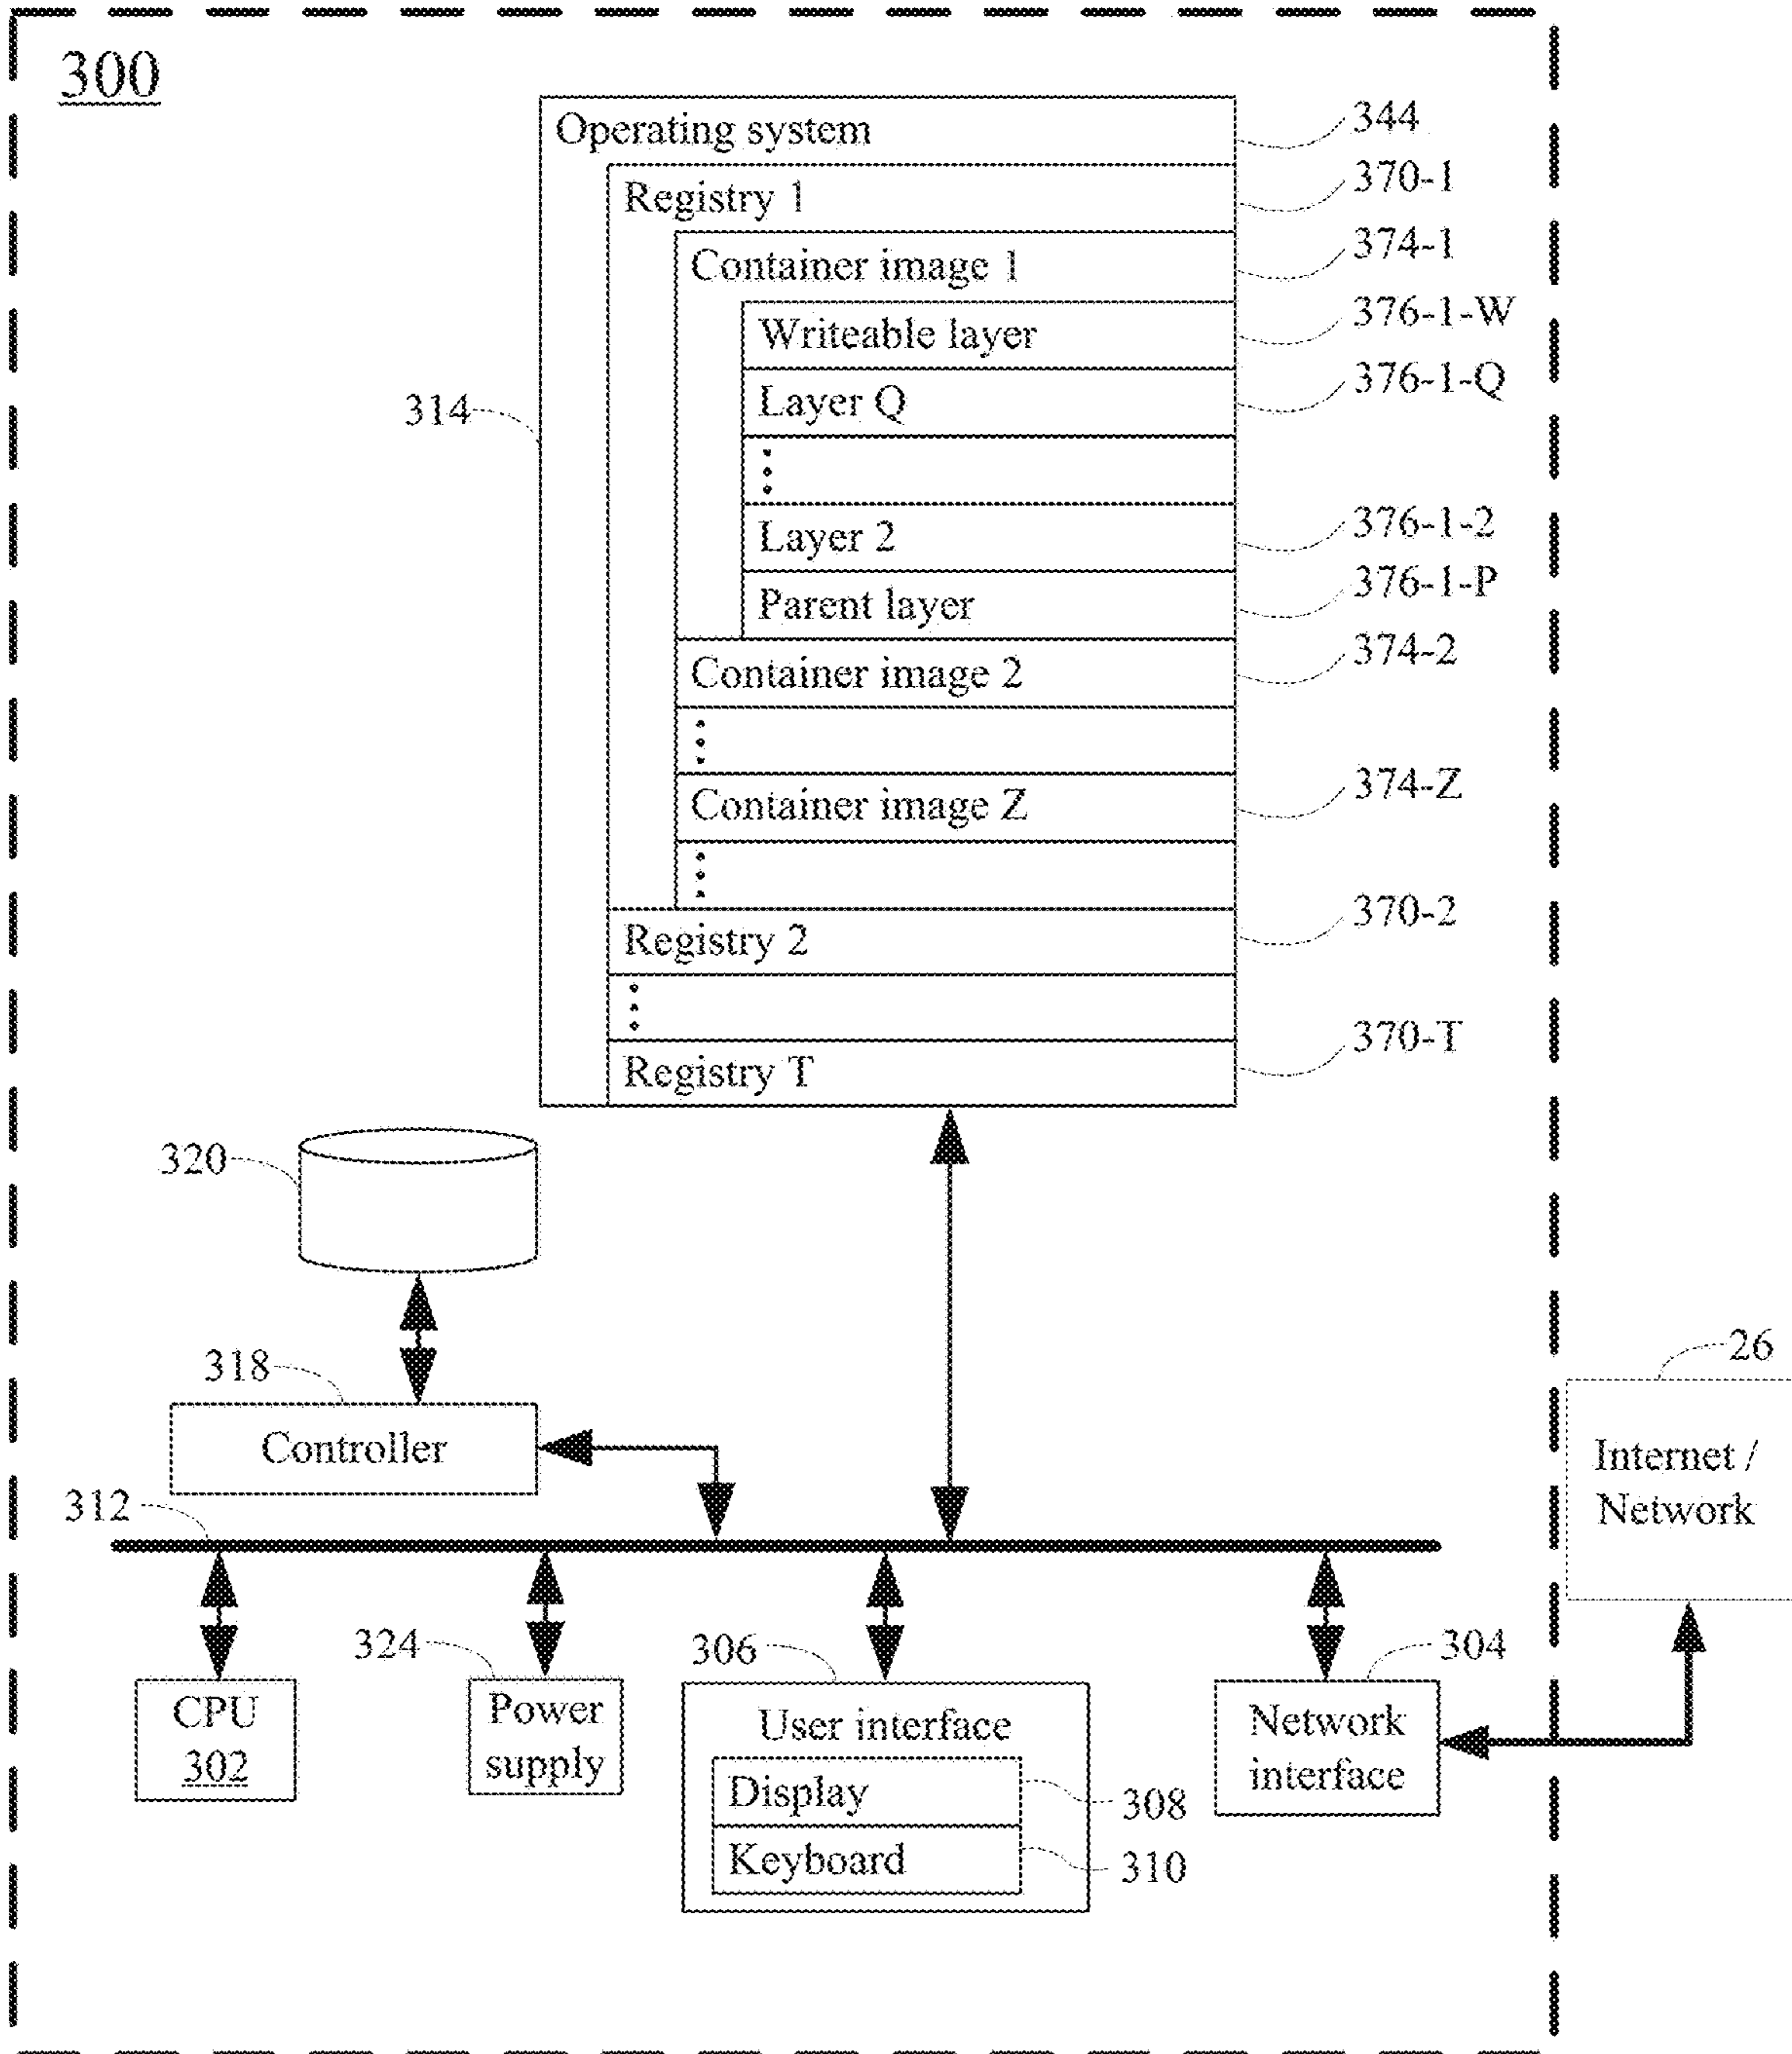 300
Operating system
344
Registry 1
370-1
Container image 1
374-1
Writeable layer
376-1-W
Layer Q
376-1-Q
314
Layer 2
376-1-2
Parent layer
376-1-P
Container image 2
374-2
Container image Z
374-Z
Registry 2
370-2
Registry T
370-T
320
318
Controller
312
26
Internet /
Network
CPU
302
324
Power
supply
306
User interface
Display
308
Keyboard
310
304
Network
interface